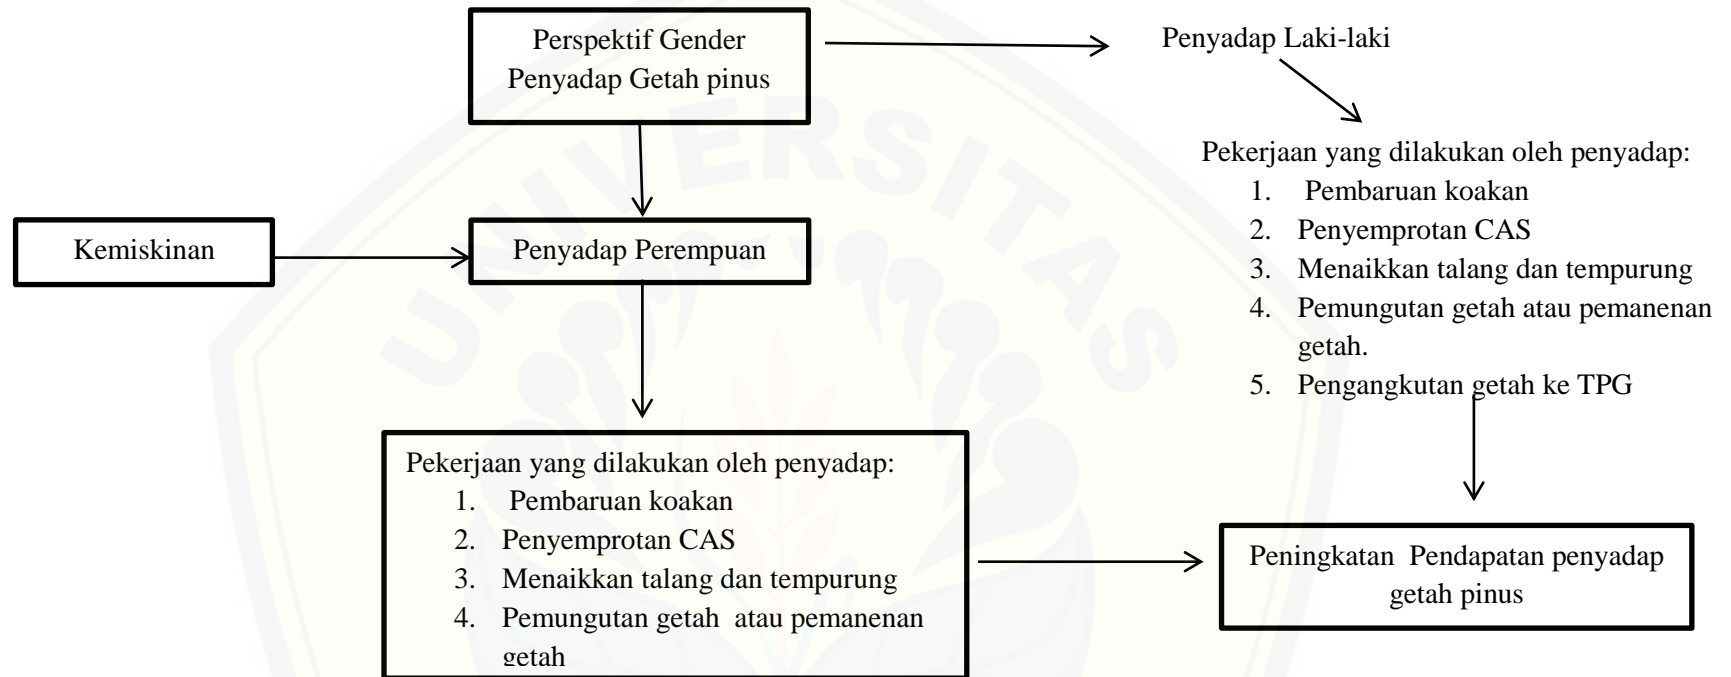 Perspektif Gender
Penyadap Getah pinus
Penyadap Laki-laki
Pekerjaan yang dilakukan oleh penyadap:
1. Pembaruan koakan
2. Penyemprotan CAS
3. Menaikkan talang dan tempurung
4. Pemungutan getah atau pemanenan
getah.
5. Pengangkutan getah ke TPG
Kemiskinan
Penyadap Perempuan
Pekerjaan yang dilakukan oleh penyadap:
1. Pembaruan koakan
2. Penyemprotan CAS
3. Menaikkan talang dan tempurung
4. Pemungutan getah atau pemanenan
getah
Peningkatan Pendapatan penyadap
getah pinus
UNIVERSITAS